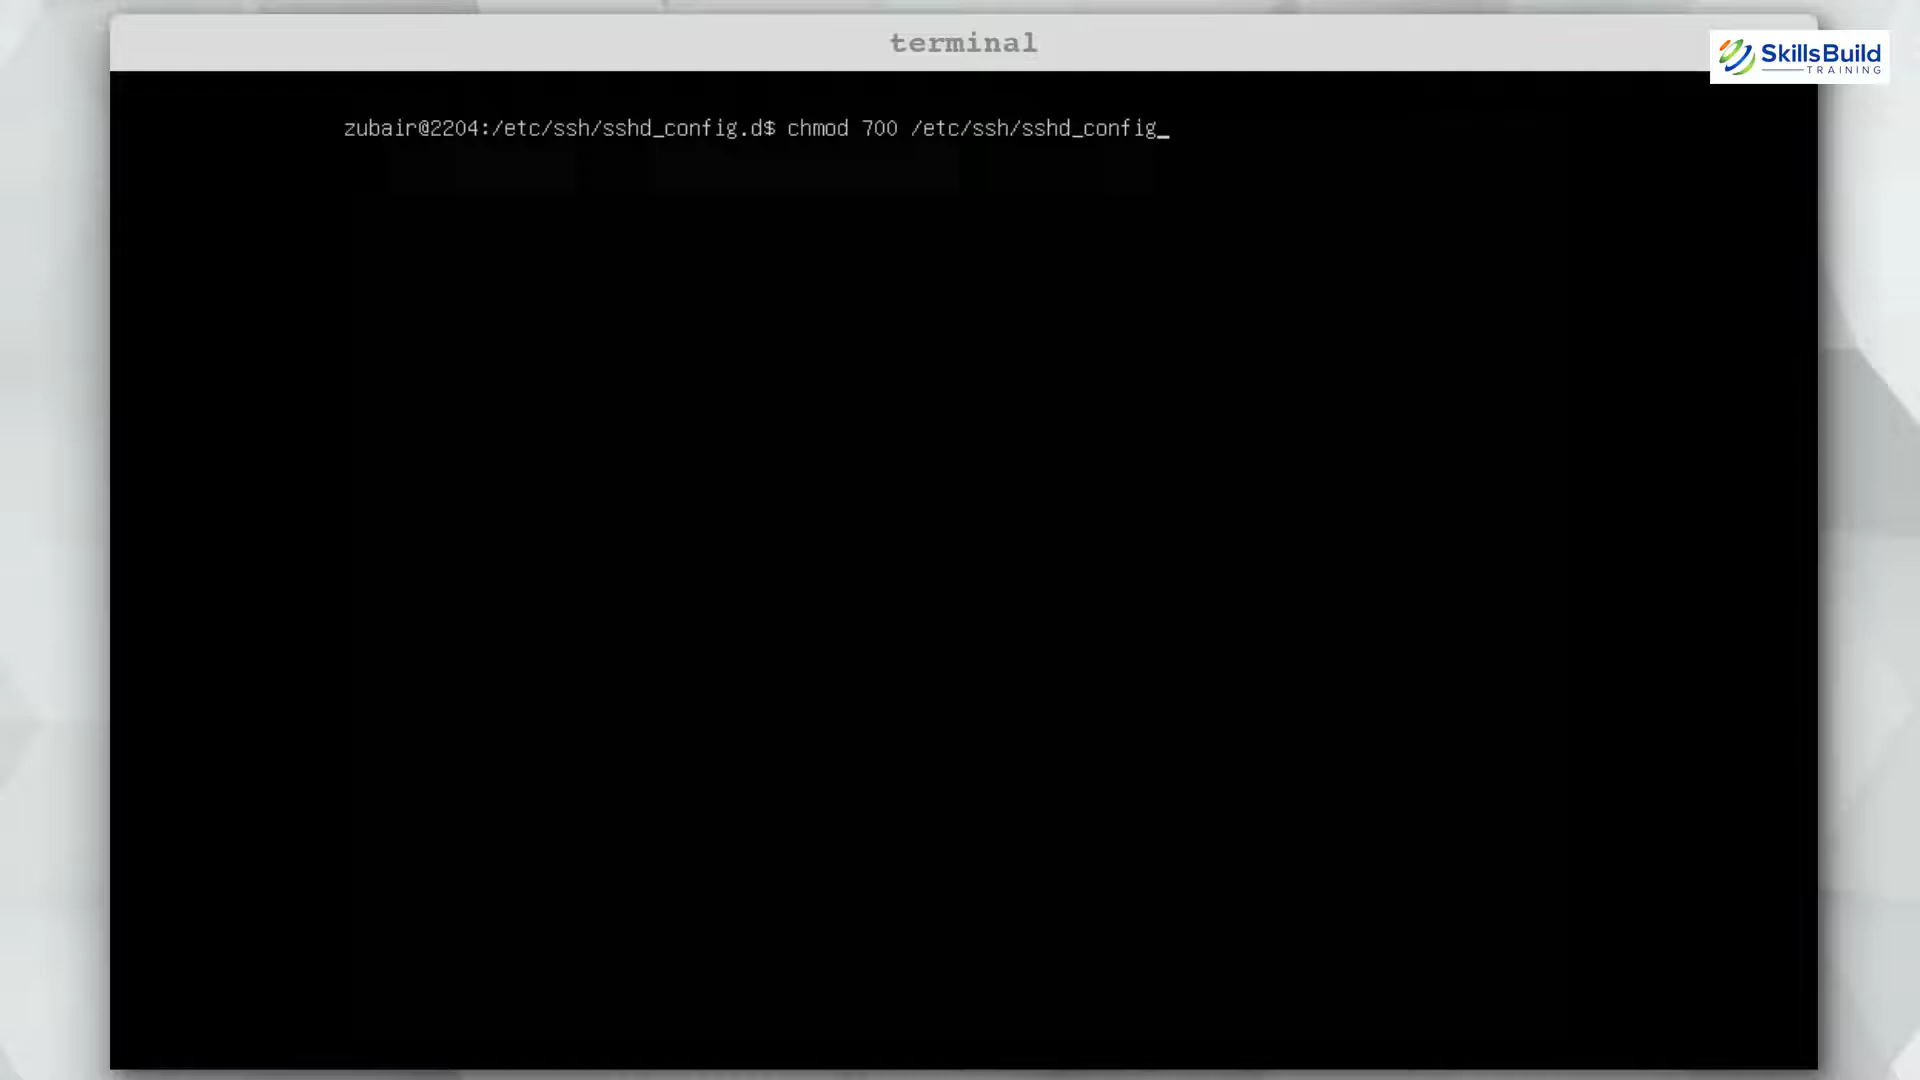 terminal
SkillsBuild
TRAINING
zubair@2204:/etc/ssh/sshd_config.d$ chmod 700 /etc/ssh/sshd_config_